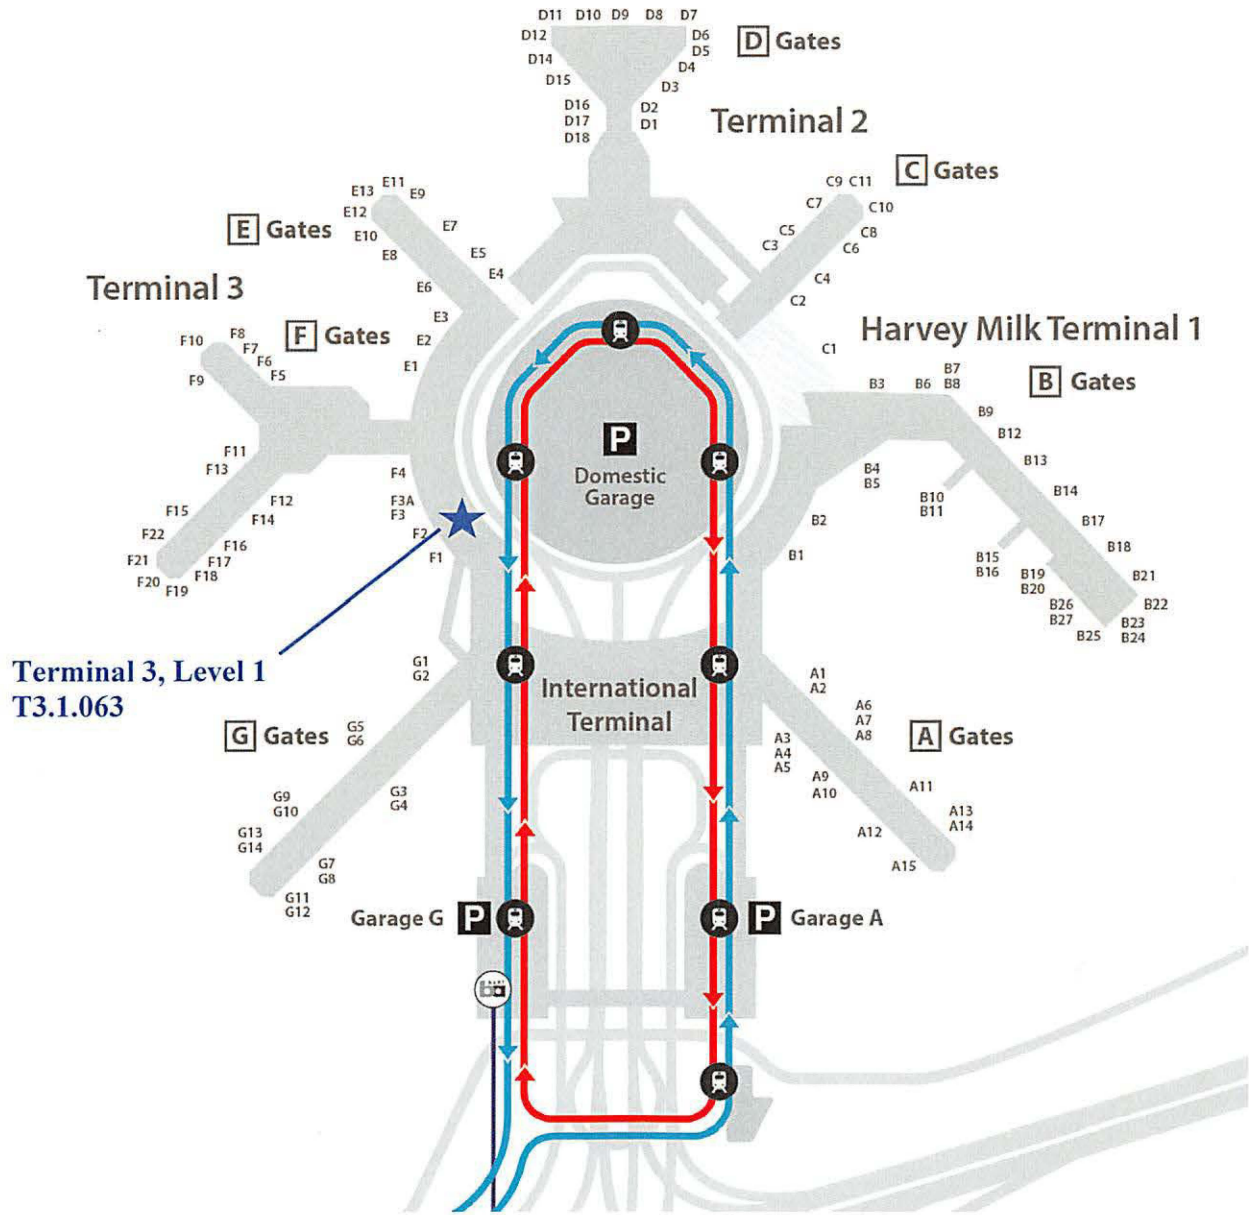 D11 D10 D9 D8 D7
D12
D14
D15
D16
D17
D18
D6
D5
D4
D3
D2
D1
D Gates
Terminal 2
C Gates
C9 C11
C7
C5
C3
C10
C8
C6
C4
C2
C1
E13 E11 E9
E12
E10
E8
E7
E5
E4
E6
E3
E2
E1
E Gates
Terminal 3
F Gates
F10
F8
F7
F6
F5
F9
F11
F13
F15
F22
F21
F20
F19
F18
F17
F16
F14
F12
F4
F3A
F3
F2
F1
Harvey Milk Terminal 1
B Gates
B3
B6
B7
B8
B9
B12
B13
B14
B17
B18
B21
B22
B23
B24
B25
B26
B27
B19
B20
B15
B16
B10
B11
B4
B5
B2
B1
P
Domestic
Garage
Terminal 3, Level 1
T3.1.063
International
Terminal
G Gates
G1
G2
G5
G6
G3
G4
G9
G10
G13
G14
G7
G8
G11
G12
A Gates
A1
A2
A6
A7
A8
A3
A4
A5
A9
A10
A11
A13
A14
A12
A15
Garage G P
P Garage A
BART
ba